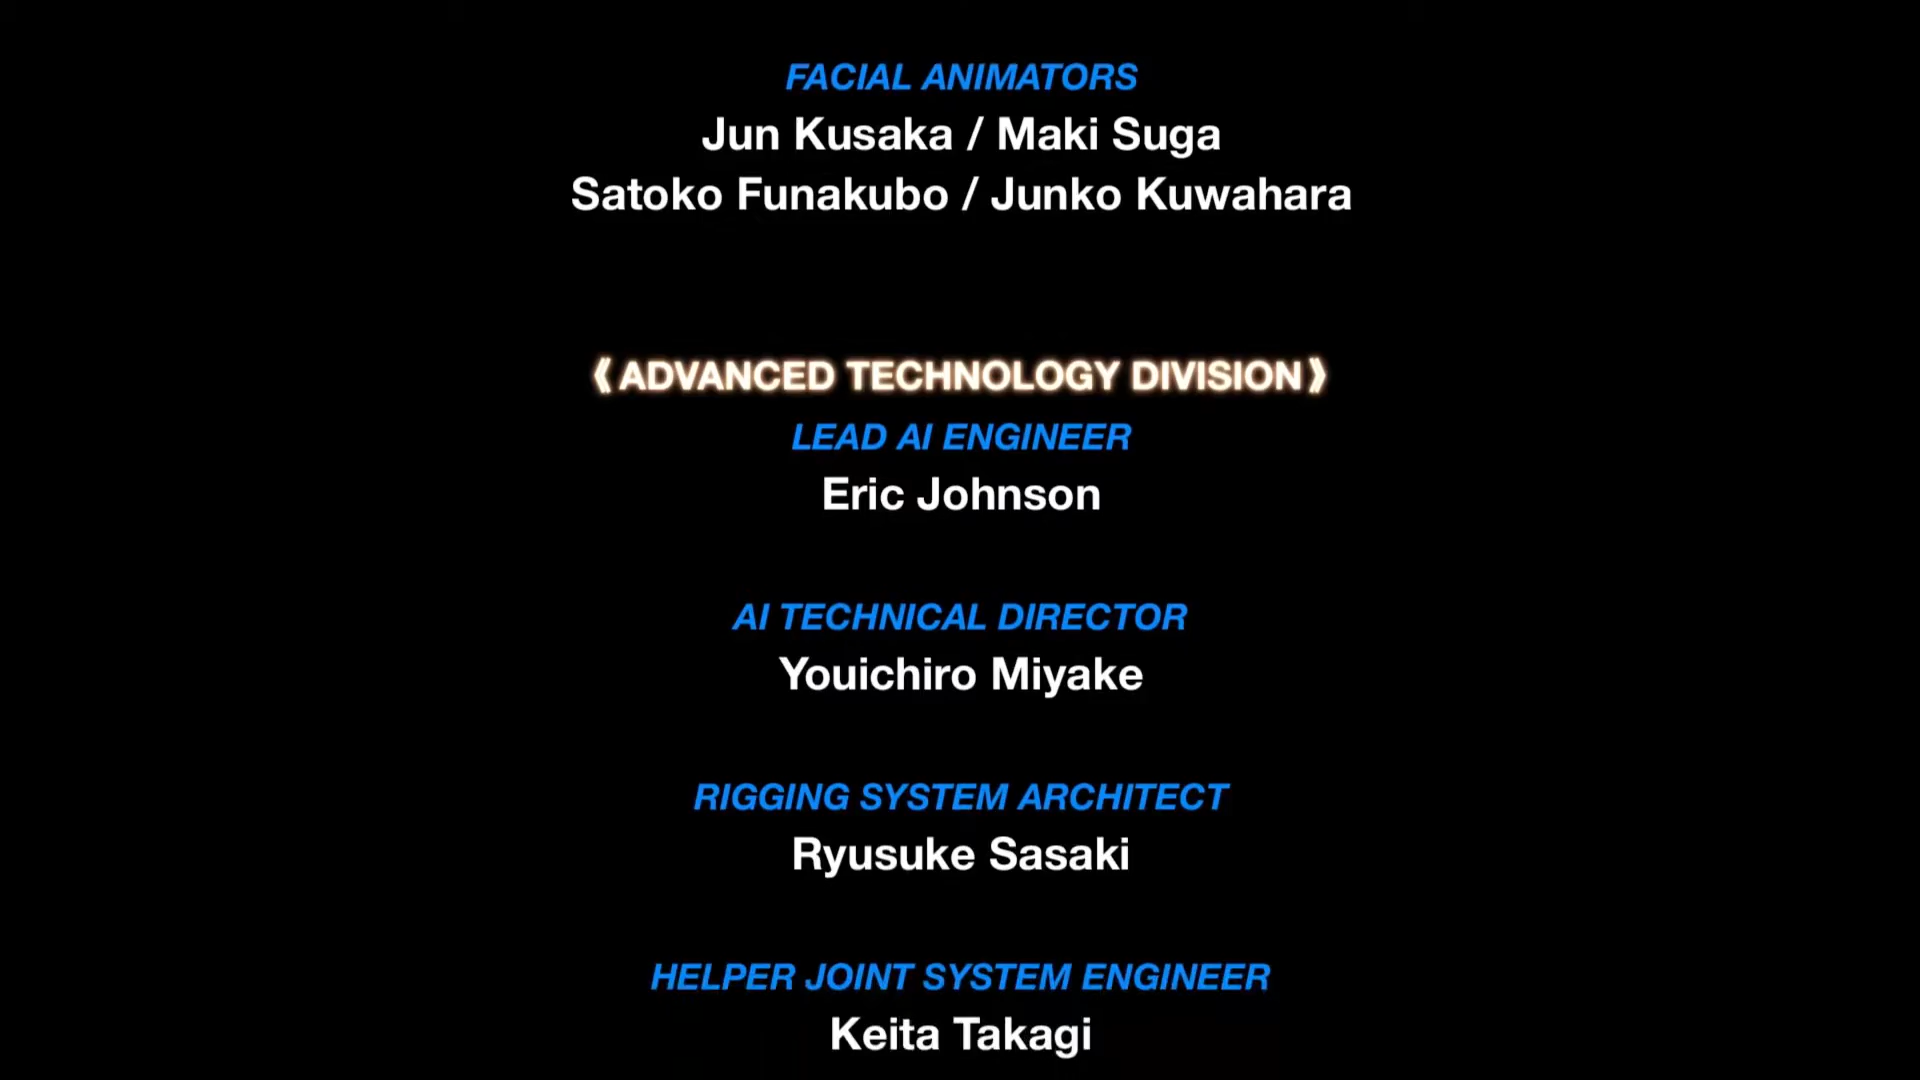 FACIAL ANIMATORS
Jun Kusaka / Maki Suga
Satoko Funakubo / Junko Kuwahara
《ADVANCED TECHNOLOGY DIVISION》
LEAD AI ENGINEER
Eric Johnson
AI TECHNICAL DIRECTOR
Youichiro Miyake
RIGGING SYSTEM ARCHITECT
Ryusuke Sasaki
HELPER JOINT SYSTEM ENGINEER
Keita Takagi